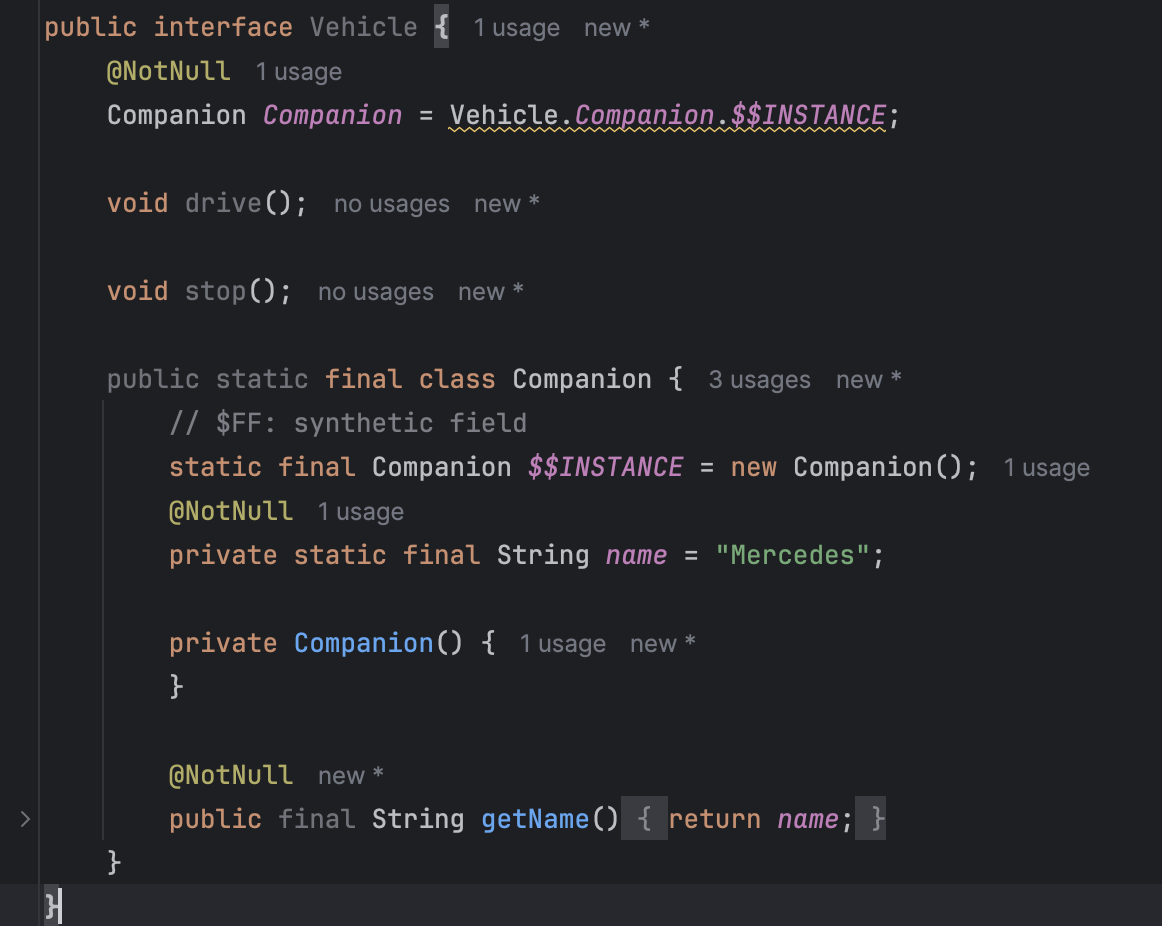 public interface Vehicle {  1 usage  new *
    @NotNull  1 usage
    Companion Companion = Vehicle.Companion.$$INSTANCE;

    void drive();  no usages  new *

    void stop();  no usages  new *

    public static final class Companion {  3 usages  new *
        // $FF: synthetic field
        static final Companion $$INSTANCE = new Companion();  1 usage
        @NotNull  1 usage
        private static final String name = "Mercedes";

        private Companion() {  1 usage  new *
        }

        @NotNull  new *
        public final String getName() { return name; }
    }
}